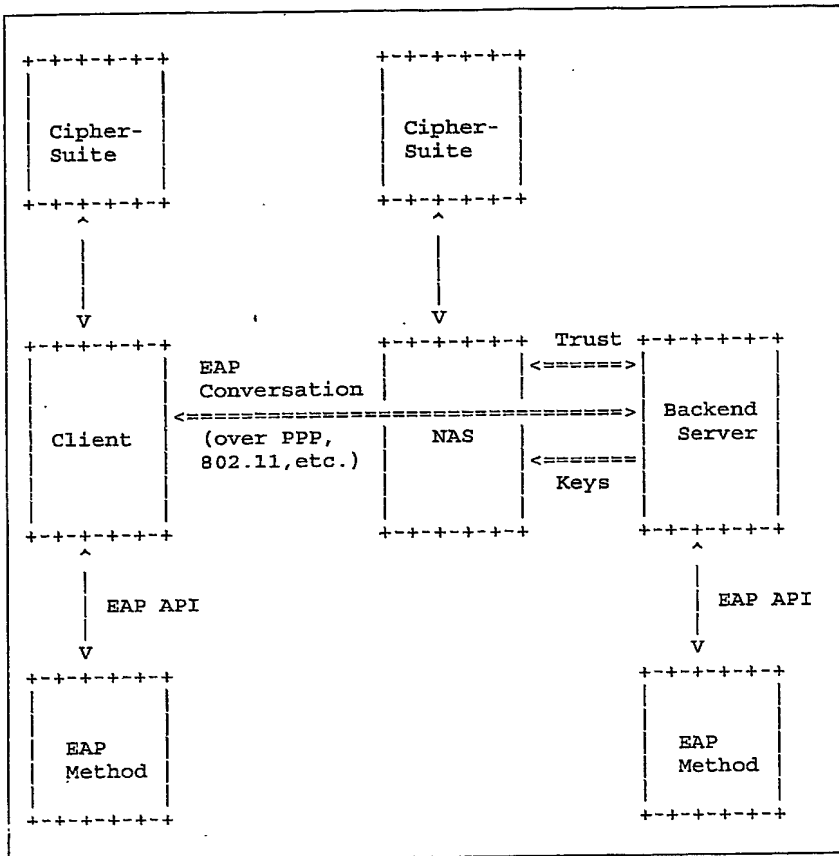 Cipher-
Suite
Cipher-
Suite
V
V
Trust
EAP
Conversation
Client
(over PPP,
802.11,etc.)
NAS
Backend
Server
Keys
EAP API
EAP API
V
V
EAP
Method
EAP
Method